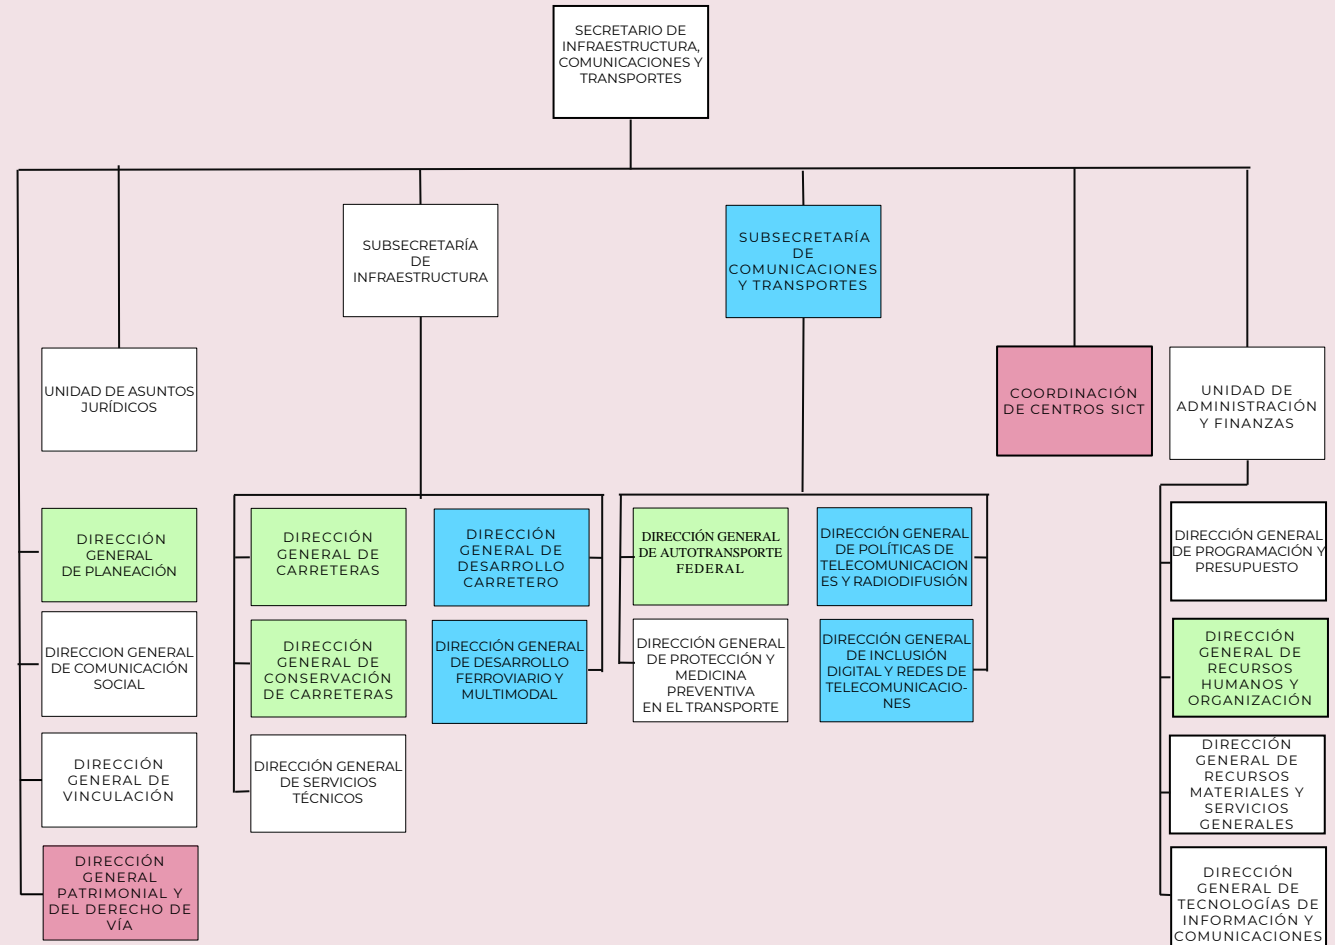 SECRETARIO DE
INFRAESTRUCTURA,
COMUNICACIONES Y
TRANSPORTES
SUBSECRETARÍA
DE
INFRAESTRUCTURA
SUBSECRETARÍA
DE
COMUNICACIONES
Y TRANSPORTES
UNIDAD DE ASUNTOS
JURÍDICOS
COORDINACIÓN
DE CENTROS SICT
UNIDAD DE
ADMINISTRACIÓN
Y FINANZAS
DIRECCIÓN
GENERAL
DE PLANEACIÓN
DIRECCION GENERAL
DE COMUNICACIÓN
SOCIAL
DIRECCIÓN
GENERAL DE
VINCULACIÓN
DIRECCIÓN
GENERAL
PATRIMONIAL Y
DEL DERECHO DE
VÍA
DIRECCIÓN
GENERAL DE
CARRETERAS
DIRECCIÓN
GENERAL DE
CONSERVACIÓN
DE CARRETERAS
DIRECCIÓN GENERAL
DE SERVICIOS
TÉCNICOS
DIRECCIÓN
GENERAL DE
DESARROLLO
CARRETERO
DIRECCIÓN GENERAL
DE DESARROLLO
FERROVIARIO Y
MULTIMODAL
DIRECCIÓN GENERAL
DE AUTOTRANSPORTE
FEDERAL
DIRECCIÓN GENERAL
DE PROTECCIÓN Y
MEDICINA
PREVENTIVA
EN EL TRANSPORTE
DIRECCIÓN GENERAL
DE POLÍTICAS DE
TELECOMUNICACION
ES Y RADIODIFUSIÓN
DIRECCIÓN GENERAL
DE INCLUSIÓN
DIGITAL Y REDES DE
TELECOMUNICACIO-
NES
DIRECCIÓN GENERAL
DE PROGRAMACIÓN Y
PRESUPUESTO
DIRECCIÓN
GENERAL DE
RECURSOS
HUMANOS Y
ORGANIZACIÓN
DIRECCIÓN
GENERAL DE
RECURSOS
MATERIALES Y
SERVICIOS
GENERALES
DIRECCIÓN
GENERAL DE
TECNOLOGÍAS DE
INFORMACIÓN Y
COMUNICACIONES